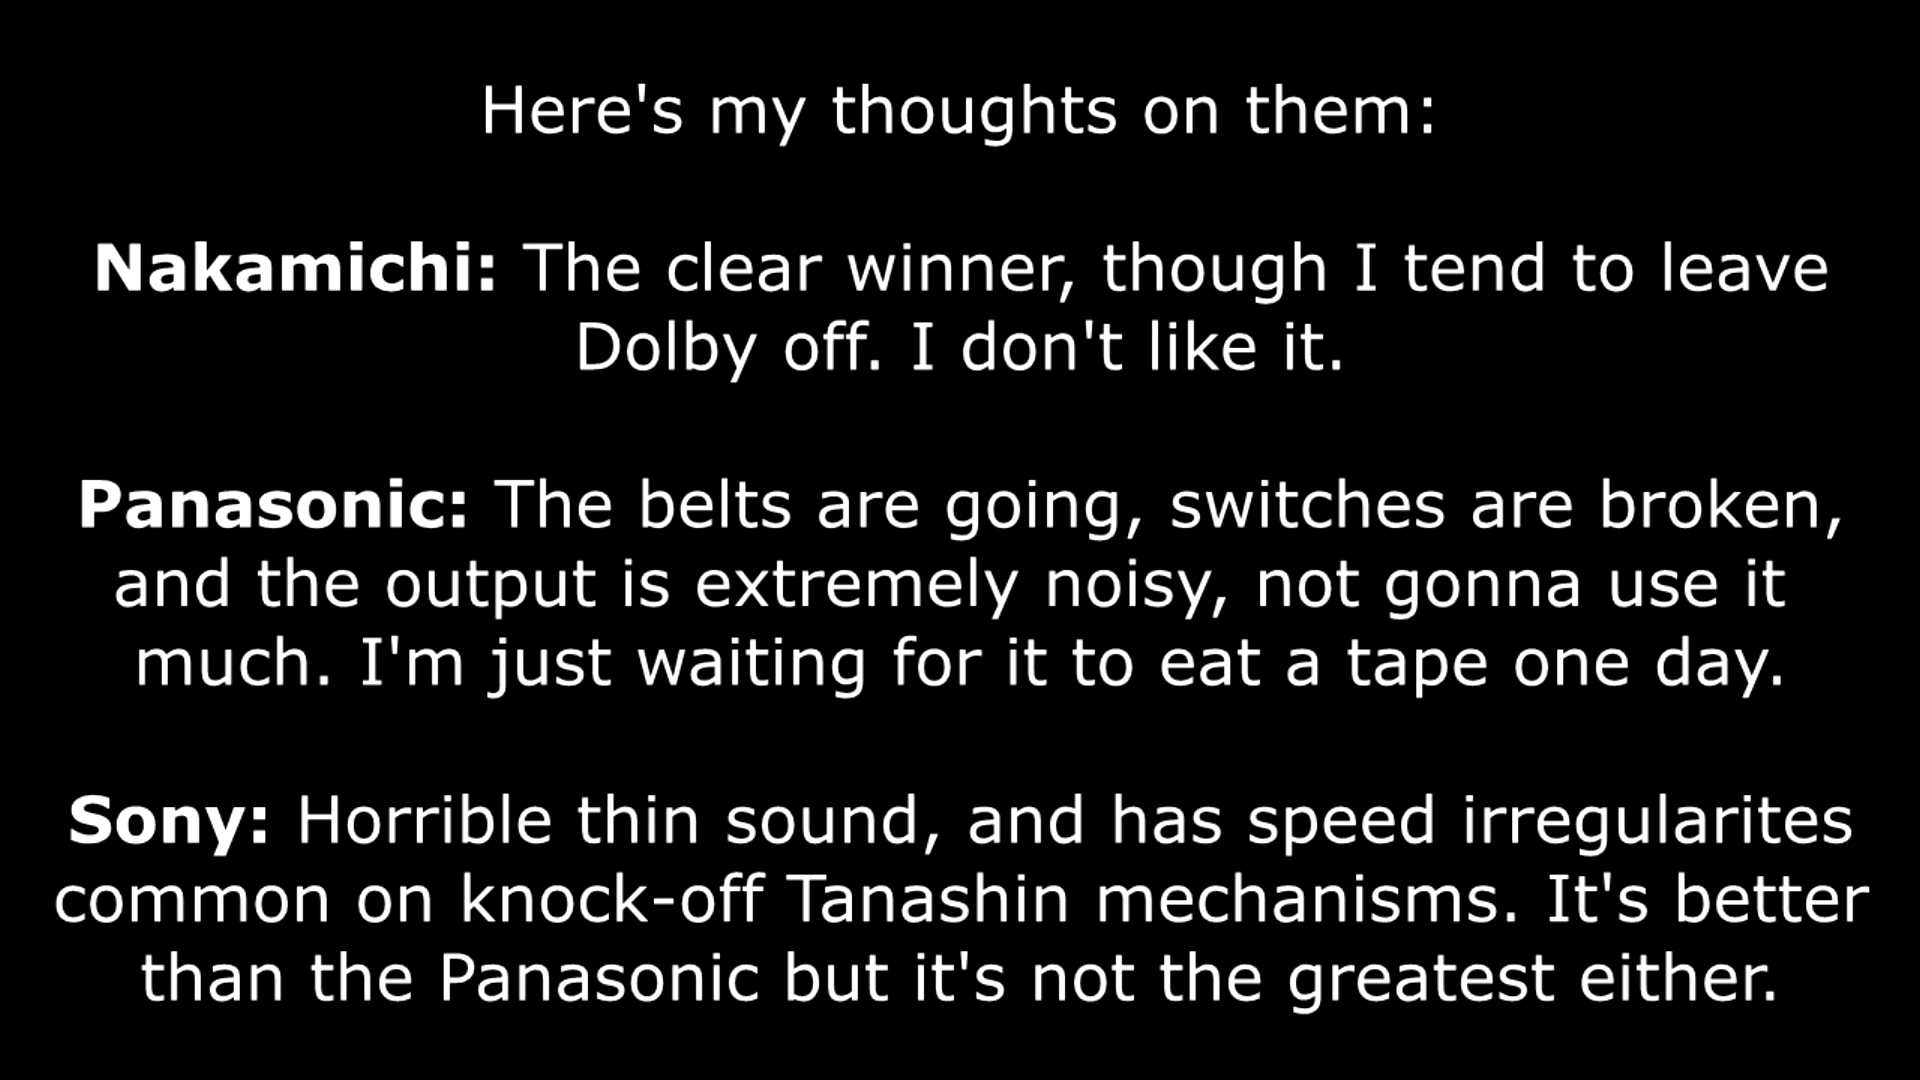 Here's my thoughts on them:
Nakamichi: The clear winner, though I tend to leave
Dolby off. I don't like it.
Panasonic: The belts are going, switches are broken,
and the output is extremely noisy, not gonna use it
much. I'm just waiting for it to eat a tape one day.
Sony: Horrible thin sound, and has speed irregularites
common on knock-off Tanashin mechanisms. It's better
than the Panasonic but it's not the greatest either.